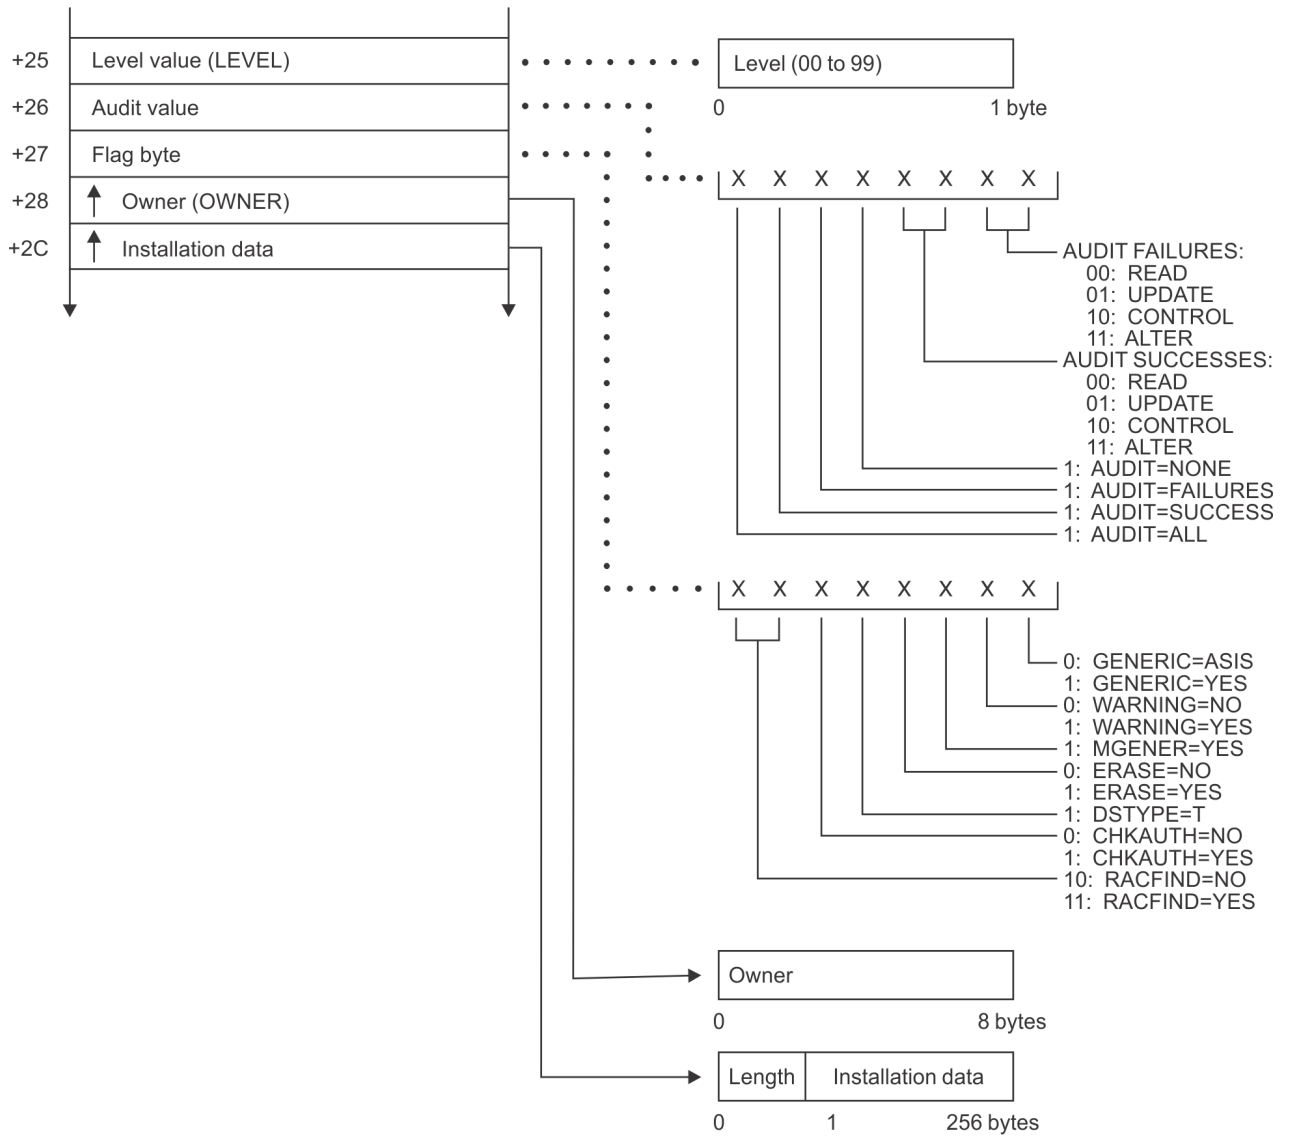 +25 Level value (LEVEL)
Level (00 to 99)
0 1 byte
+26 Audit value
+27 Flag byte
X X X X X X X X
+28 Owner (OWNER)
+2C Installation data
AUDIT FAILURES:
00: READ
01: UPDATE
10: CONTROL
11: ALTER
AUDIT SUCCESSES:
00: READ
01: UPDATE
10: CONTROL
11: ALTER
1: AUDIT=NONE
1: AUDIT=FAILURES
1: AUDIT=SUCCESS
1: AUDIT=ALL
X X X X X X X X
0: GENERIC=ASIS
1: GENERIC=YES
0: WARNING=NO
1: WARNING=YES
1: MGENER=YES
0: ERASE=NO
1: ERASE=YES
1: DSTYPE=T
0: CHKAUTH=NO
1: CHKAUTH=YES
10: RACFIND=NO
11: RACFIND=YES
Owner
0 8 bytes
Length Installation data
0 1 256 bytes